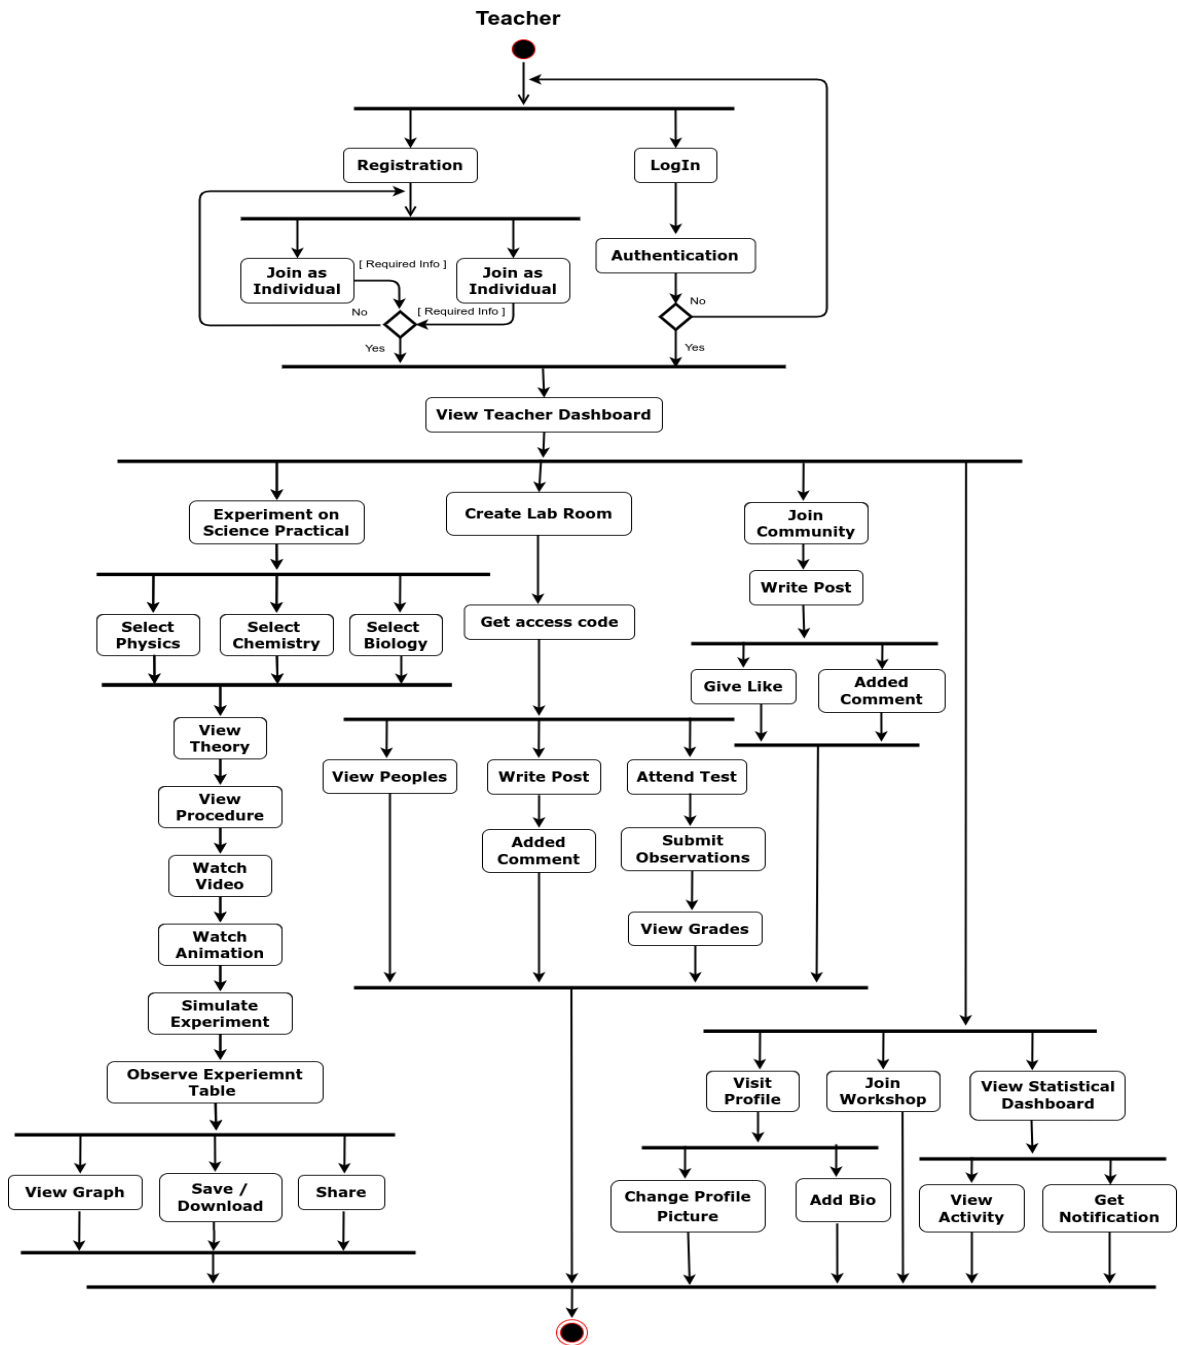 Teacher
Registration
LogIn
Join as
Individual
[ Required Info ]
Join as
Individual
Authentication
[ Required Info ]
No
No
Yes
Yes
View Teacher Dashboard
Experiment on
Science Practical
Create Lab Room
Join
Community
Write Post
Select
Physics
Select
Chemistry
Select
Biology
Get access code
Give Like
Added
Comment
View
Theory
View Peoples
Write Post
Attend Test
View
Procedure
Added
Comment
Submit
Observations
Watch
Video
View Grades
Watch
Animation
Simulate
Experiment
Observe Experiemnt
Table
Visit
Profile
Join
Workshop
View Statistical
Dashboard
View Graph
Save /
Download
Share
Change Profile
Picture
Add Bio
View
Activity
Get
Notification